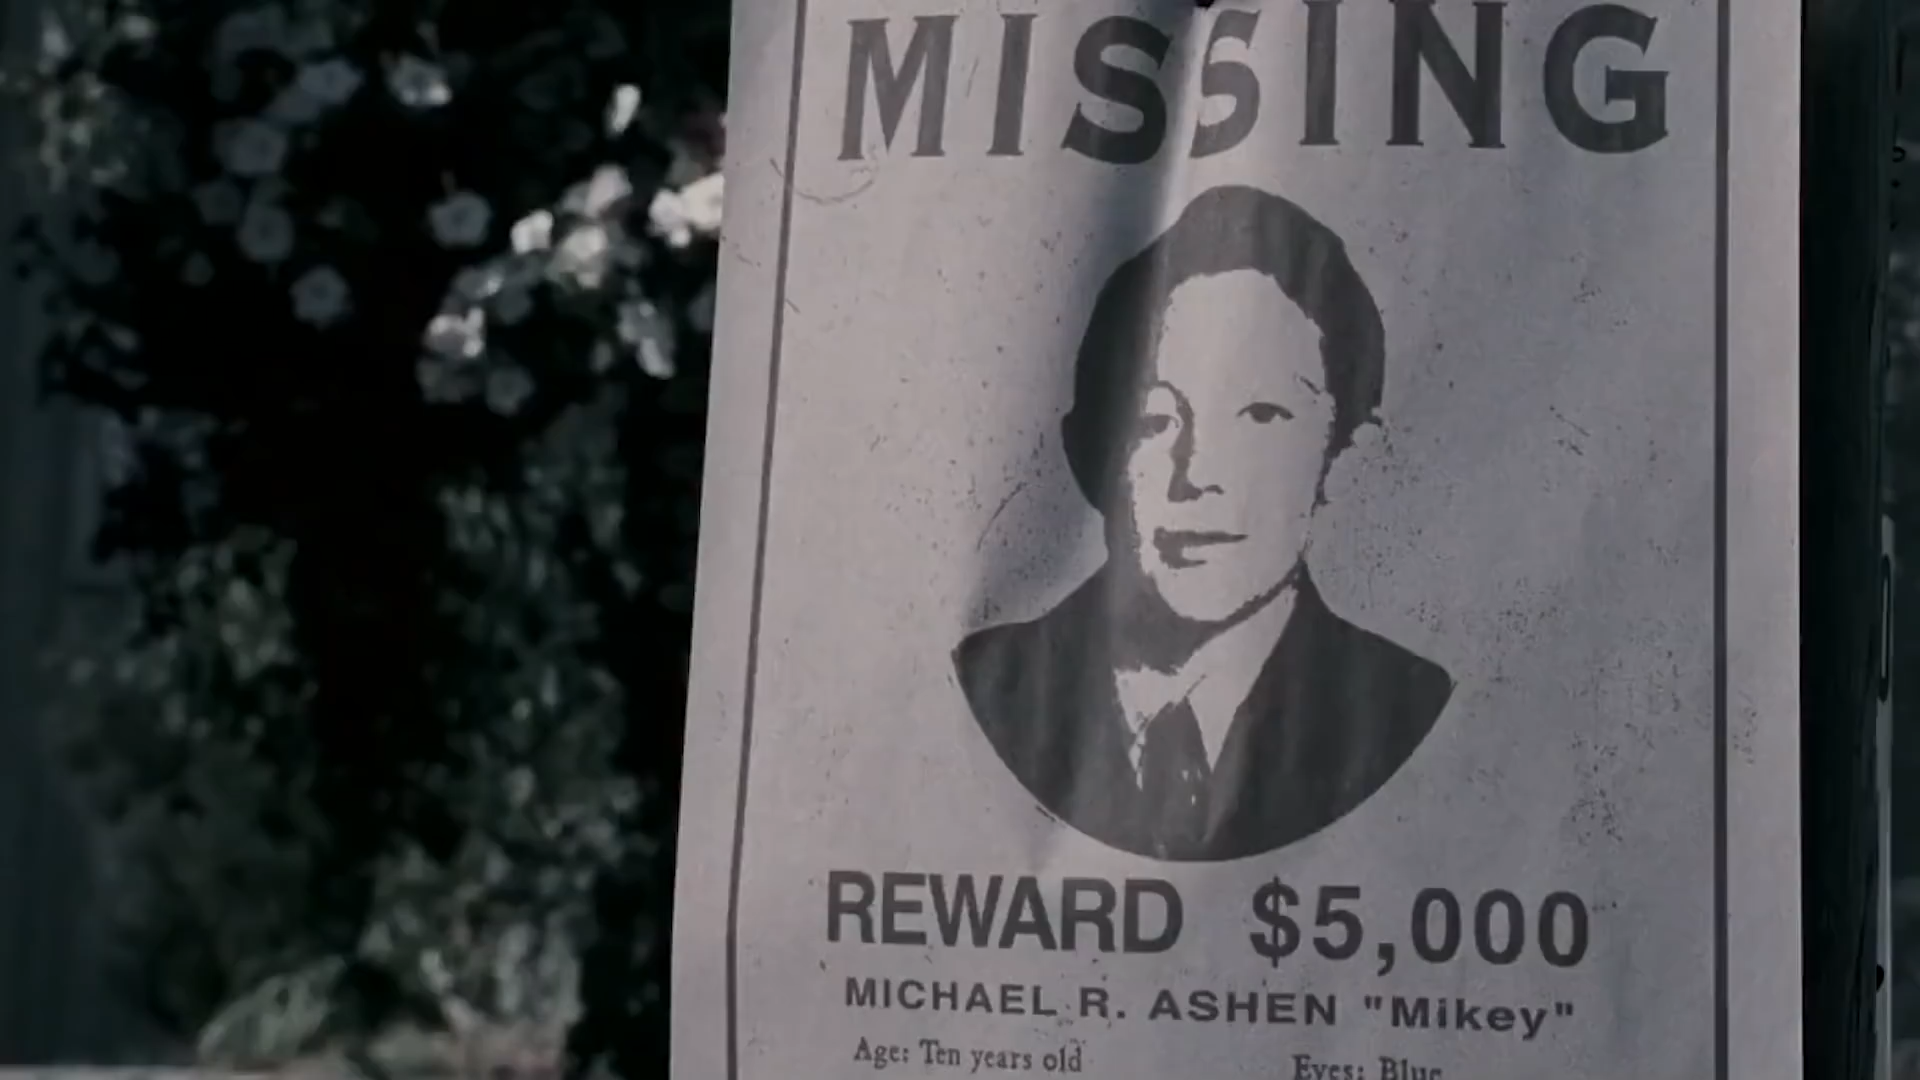 MISSING
REWARD $5,000
MICHAEL R. ASHEN "Mikey"
Age: Ten years old Eyes: Blue